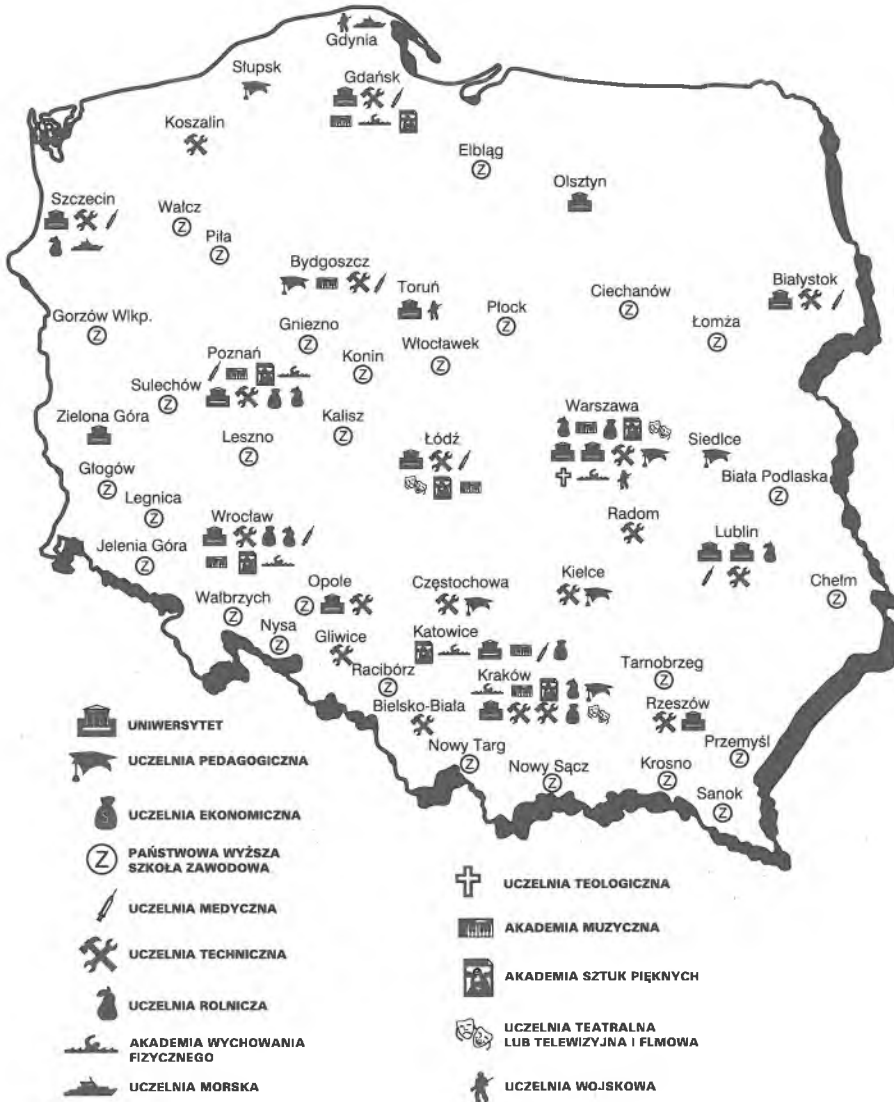 Gdynia
Słupsk
Gdańsk
Koszalin
Elbląg
Olsztyn
Szczecin
Wałcz
Z
Z
Piła
Z
Bydgoszcz
Toruń
Białystok
Gorzów Wlkp.
Z
Gniezno
Z
Płock
Z
Ciechanów
Z
Łomża
Z
Poznań
Konin
Z
Włocławek
Z
Sulechów
Z
Zielona Góra
Leszno
Z
Kalisz
Z
Łódź
Warszawa
Siedlce
Głogów
Z
Biała Podlaska
Z
Legnica
Z
Wrocław
Radom
Lublin
Jelenia Góra
Z
Opole
Z
Częstochowa
Kielce
Chełm
Z
Wałbrzych
Z
Nysa
Z
Gliwice
Katowice
Racibórz
Z
Kraków
Tarnobrzeg
Z
Bielsko-Biała
Rzeszów
Nowy Targ
Z
Nowy Sącz
Z
Krosno
Z
Przemyśl
Z
Sanok
Z
UNIWERSYTET
UCZELNIA PEDAGOGICZNA
UCZELNIA EKONOMICZNA
Z
PAŃSTWOWA WYŻSZA
SZKOŁA ZAWODOWA
UCZELNIA MEDYCZNA
UCZELNIA TECHNICZNA
UCZELNIA ROLNICZA
AKADEMIA WYCHOWANIA
FIZYCZNEGO
UCZELNIA MORSKA
UCZELNIA TEOLOGICZNA
AKADEMIA MUZYCZNA
AKADEMIA SZTUK PIĘKNYCH
UCZELNIA TEATRALNA
LUB TELEWIZYJNA I FLMOWA
UCZELNIA WOJSKOWA